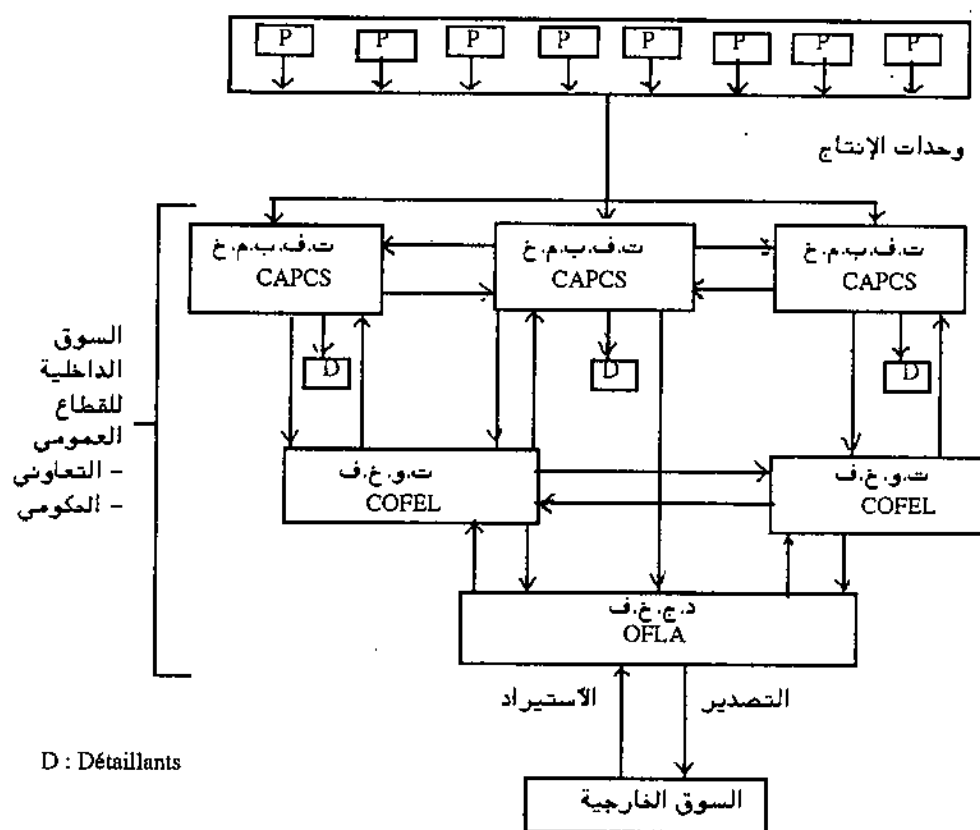 P P P P P P P P
وحدات الإنتاج
ت.ف.ب.م.خ ت.ف.ب.م.خ ت.ف.ب.م.خ
CAPCS CAPCS CAPCS
D D D
السوق
الداخلية
للقطاع
العمومي
- التعاوني
- الحكومي
ت.و.خ.ف ت.و.خ.ف
COFEL COFEL
د.ج.خ.ف
OFLA
الاستيراد التصدير
D : Détaillants
السوق الخارجية